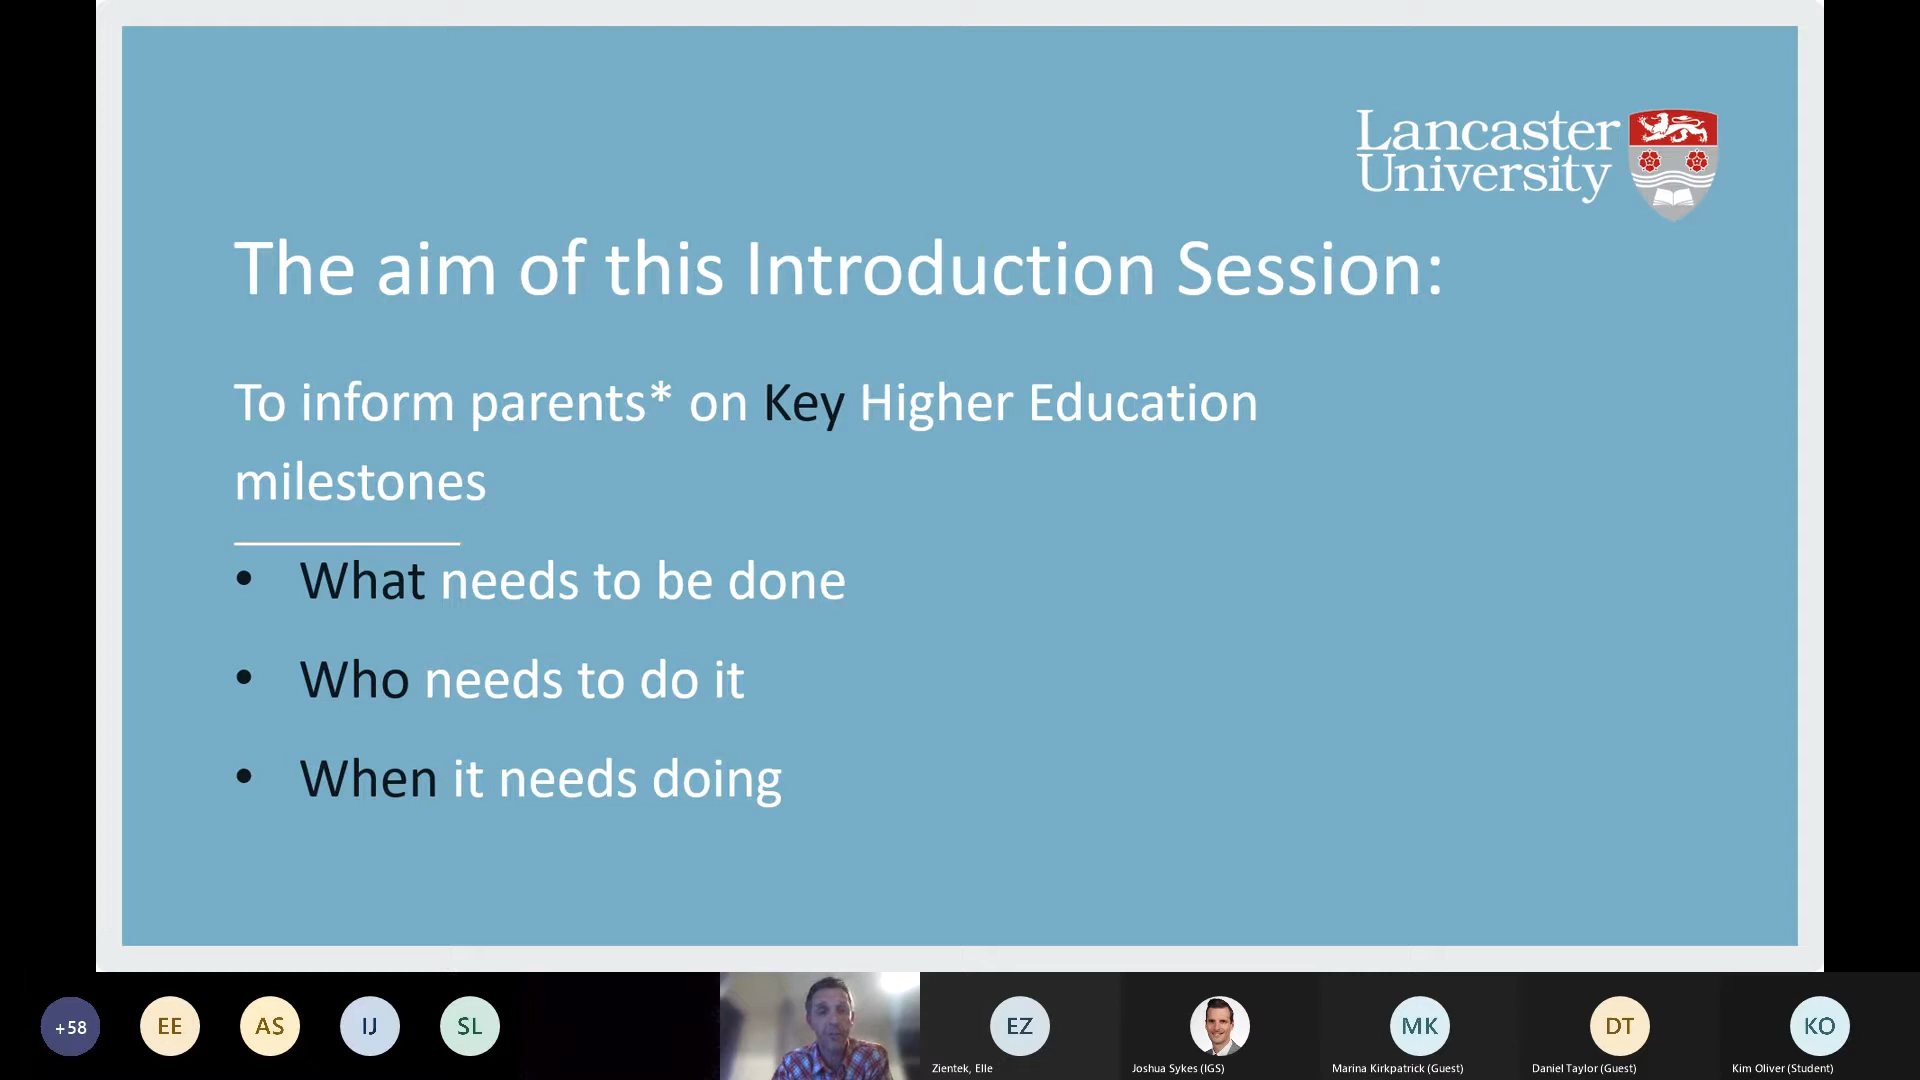 Lancaster
University
The aim of this Introduction Session:
To inform parents* on Key Higher Education
milestones
• What needs to be done
• Who needs to do it
• When it needs doing
+58
EE
AS
IJ
SL
EZ
MK
DT
KO
Zientek, Elle
Joshua Sykes (IGS)
Marina Kirkpatrick (Guest)
Daniel Taylor (Guest)
Kim Oliver (Student)